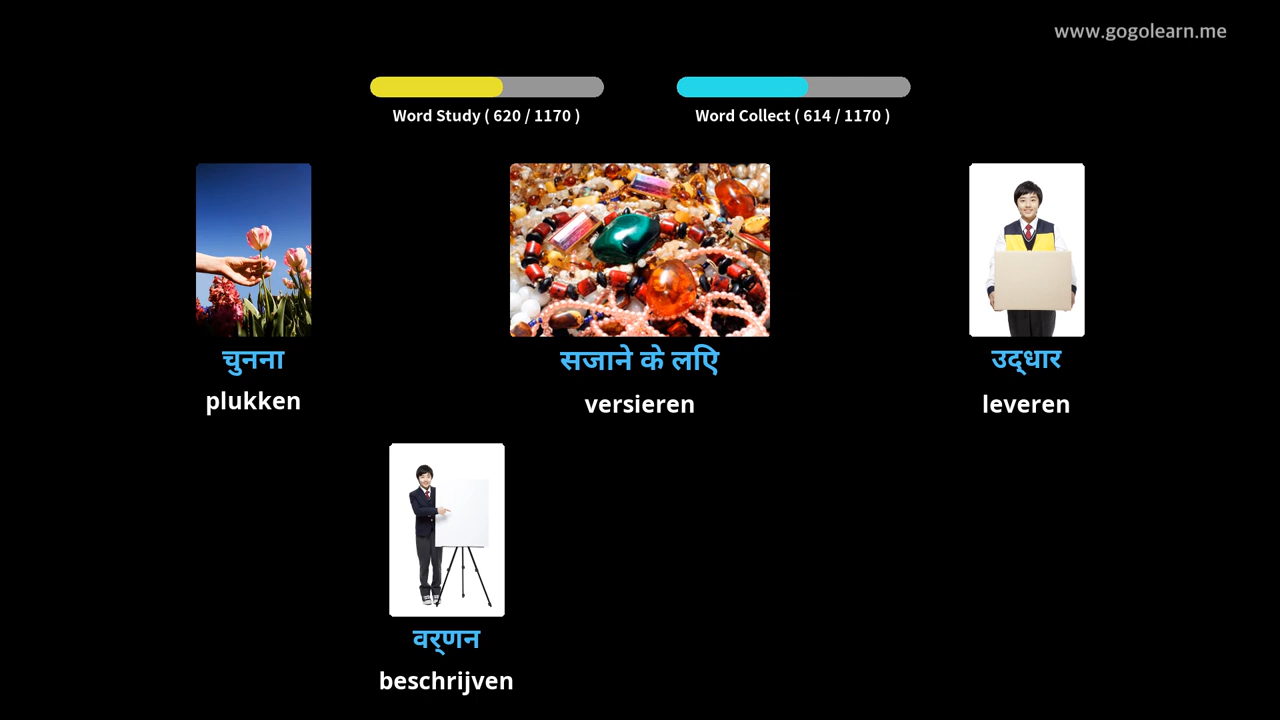 www.gogolearn.me
Word Study ( 620 / 1170 )
Word Collect ( 614 / 1170 )
चुनना
सजाने के लिए
उद्धार
plukken
versieren
leveren
वर्णन
beschrijven